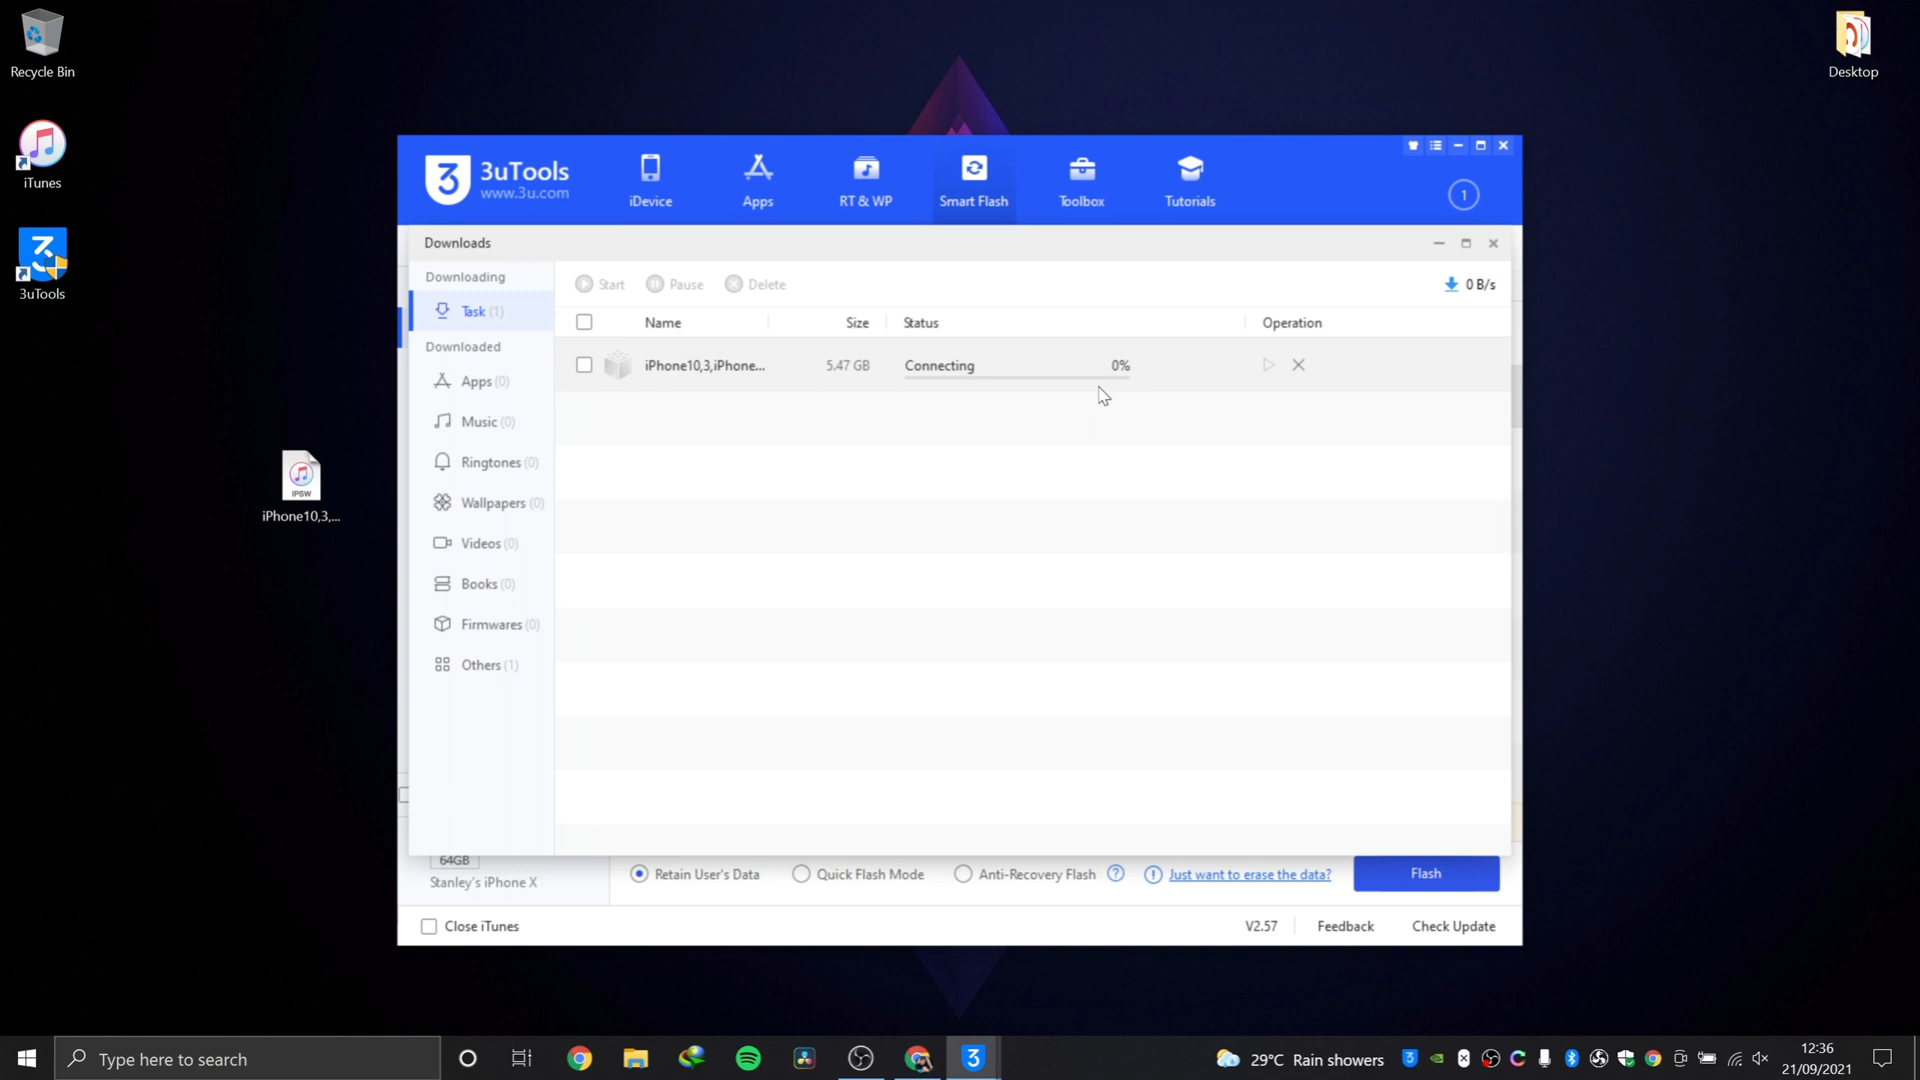 Recycle Bin
iTunes
3uTools
IPSW
iPhone10,3,...
Desktop
3 3uTools
www.3u.com
iDevice
Apps
RT & WP
Smart Flash
Toolbox
Tutorials
1
Downloads
Downloading
Task (1)
Downloaded
Apps (0)
Music (0)
Ringtones (0)
Wallpapers (0)
Videos (0)
Books (0)
Firmwares (0)
Others (1)
Start Pause Delete 0 B/s
Name Size Status Operation
iPhone10,3,iPhone... 5.47 GB Connecting 0%
64GB
Stanley's iPhone X
Retain User's Data Quick Flash Mode Anti-Recovery Flash ? ! Just want to erase the data? Flash
Close iTunes V2.57 Feedback Check Update
Type here to search
29°C Rain showers
12:36
21/09/2021